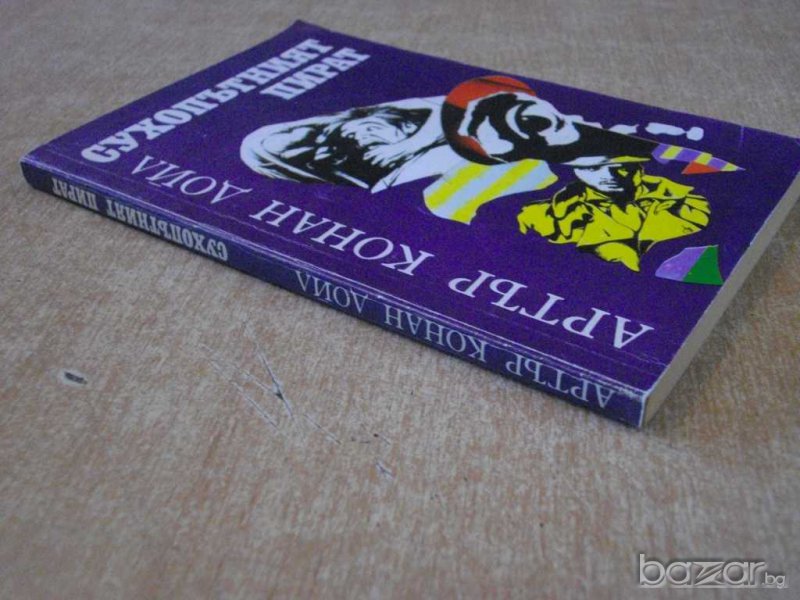 АРТЪР КОНАН ДОЙЛ
СУХОПЪТНИЯТ
ПИРАТ
АРТЪР КОНАН ДОЙЛ СУХОПЪТНИЯТ ПИРАТ
bazar.bg